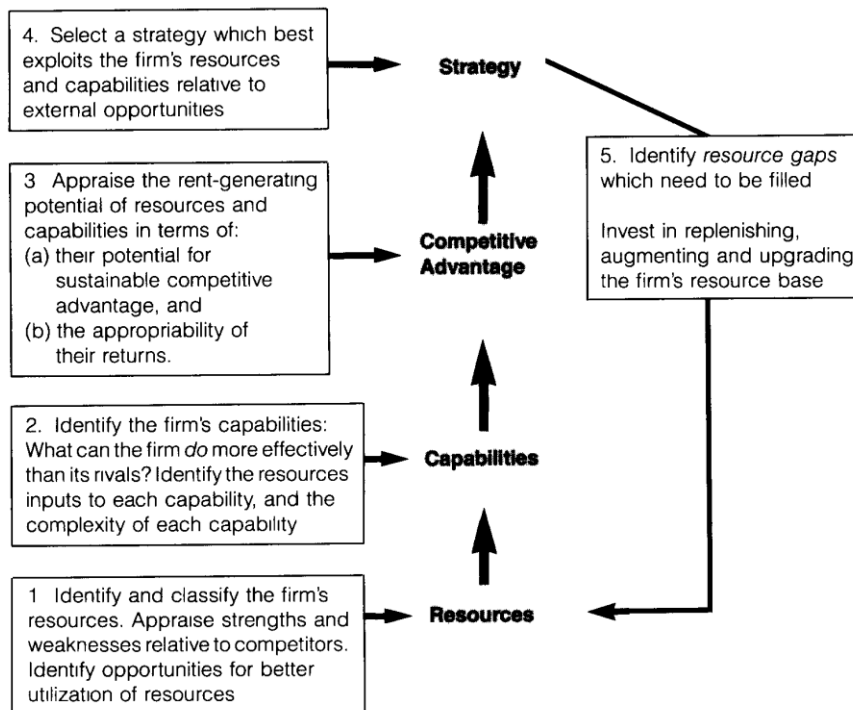 4. Select a strategy which best
exploits the firm's resources
and capabilities relative to
external opportunities
Strategy
5. Identify resource gaps
which need to be filled
Invest in replenishing,
augmenting and upgrading
the firm's resource base
3 Appraise the rent-generating
potential of resources and
capabilities in terms of:
(a) their potential for
sustainable competitive
advantage, and
(b) the appropriability of
their returns.
Competitive
Advantage
2. Identify the firm's capabilities:
What can the firm do more effectively
than its rivals? Identify the resources
inputs to each capability, and the
complexity of each capability
Capabilities
1 Identify and classify the firm's
resources. Appraise strengths and
weaknesses relative to competitors.
Identify opportunities for better
utilization of resources
Resources